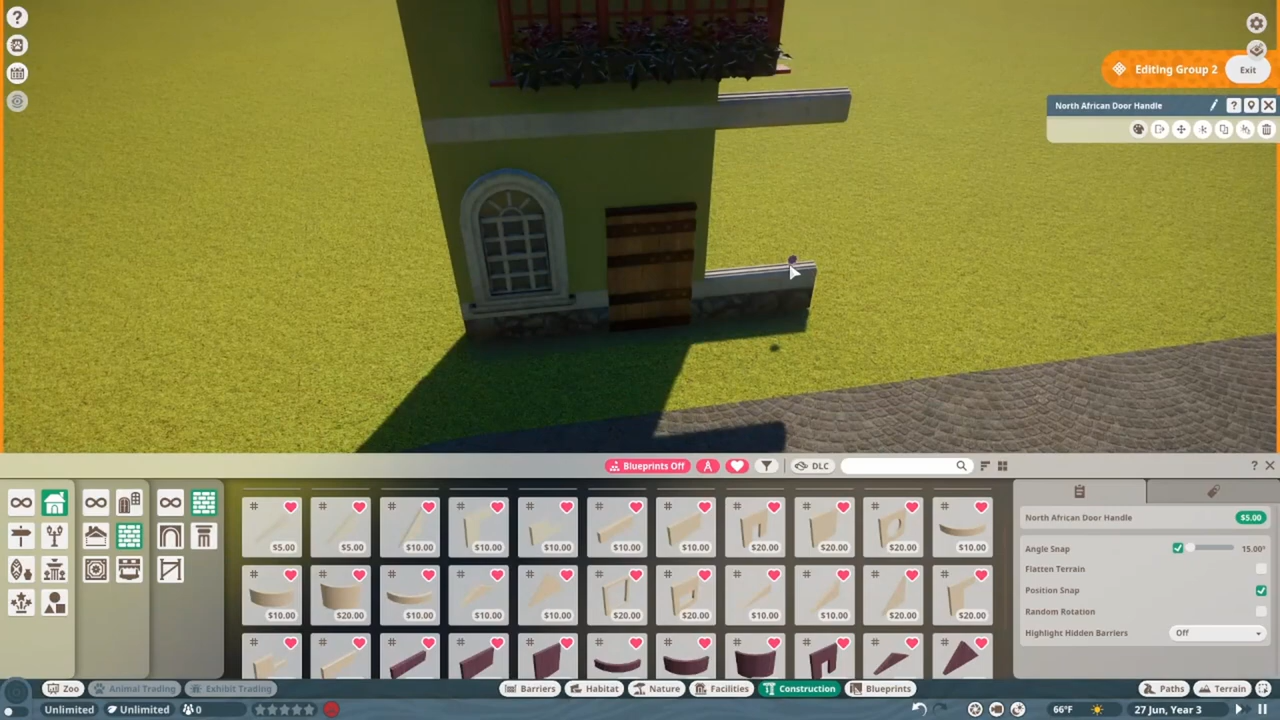 Editing Group 2
Exit
North African Door Handle
Blueprints Off
DLC
$5.00
$5.00
$10.00
$10.00
$10.00
$10.00
$10.00
$20.00
$20.00
$20.00
$10.00
$10.00
$20.00
$10.00
$10.00
$10.00
$20.00
$20.00
$10.00
$10.00
$20.00
$20.00
North African Door Handle
$5.00
Angle Snap
15.00°
Flatten Terrain
Position Snap
Random Rotation
Highlight Hidden Barriers
Off
Zoo
Animal Trading
Exhibit Trading
Barriers
Habitat
Nature
Facilities
Construction
Blueprints
Paths
Terrain
Unlimited
Unlimited
0
66°F
27 Jun, Year 3